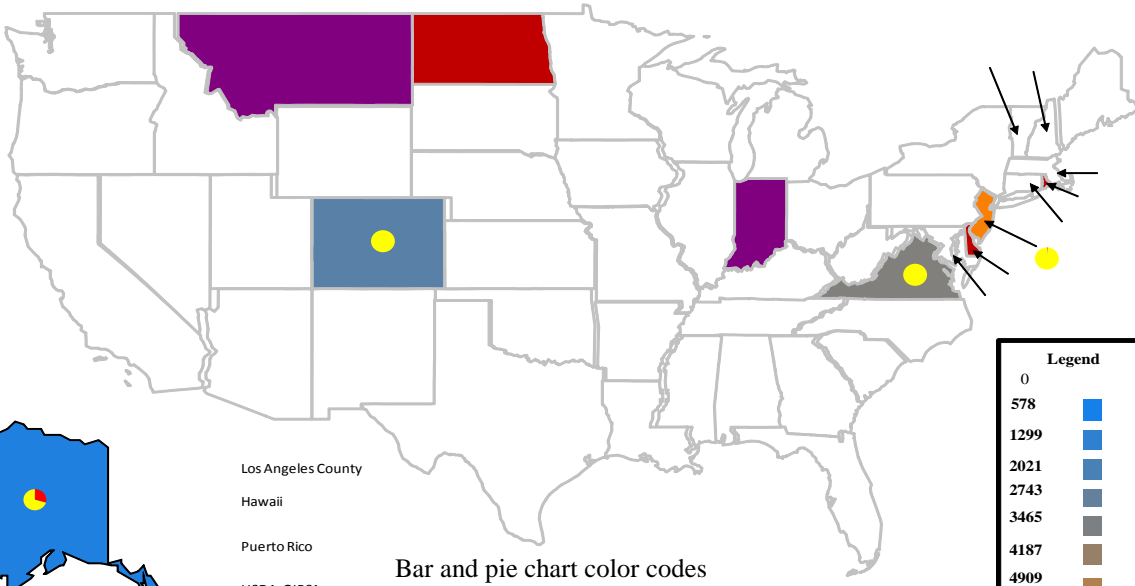 Legend
0
578
1299
2021
2743
3465
4187
4909
Los Angeles County
Hawaii
Puerto Rico
Bar and pie chart color codes